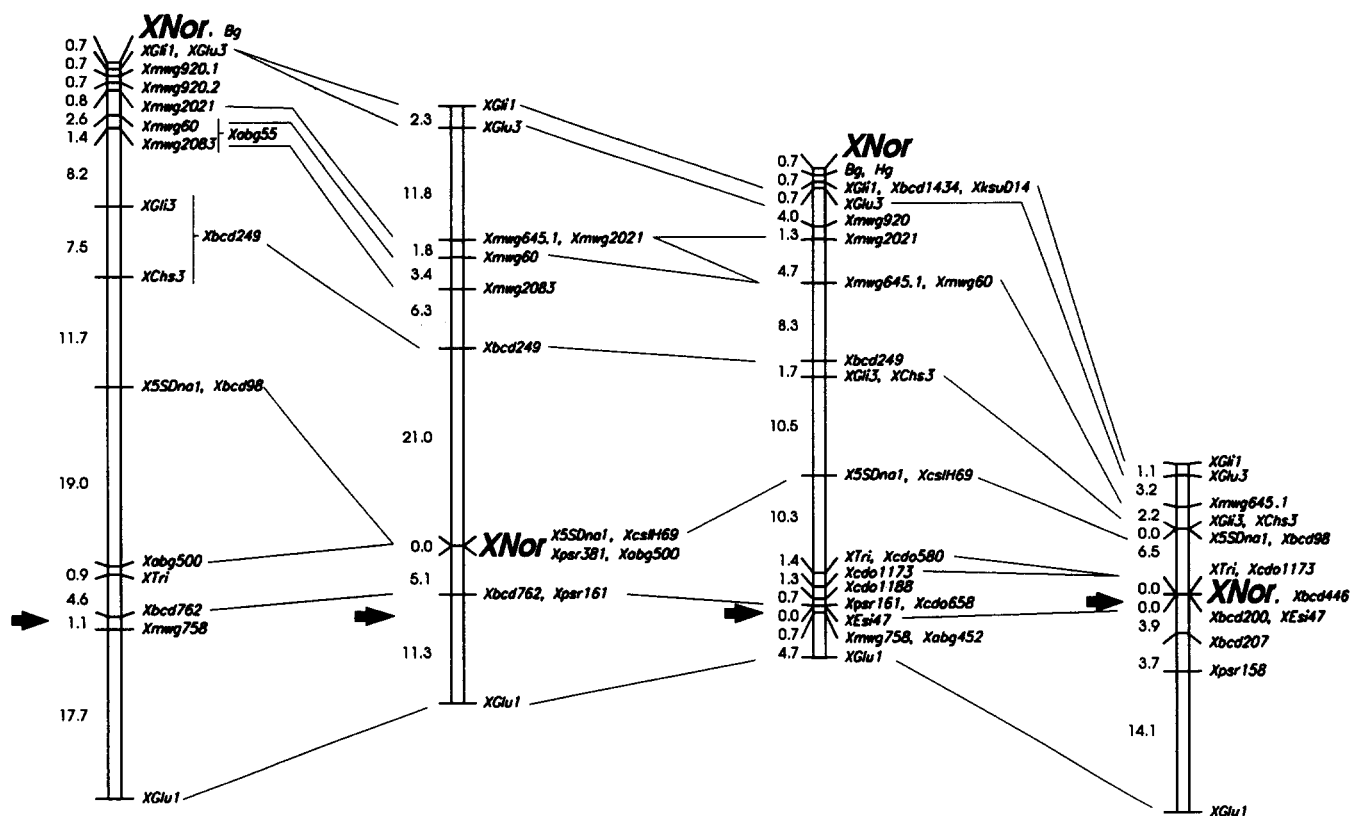 XNor, Bg
0.7
XGli1, XGlu3
0.7
Xmwg920.1
0.7
Xmwg920.2
0.8
Xmwg2021
2.6
Xmwg60
Xabg55
1.4
Xmwg2083
8.2
XGli3
7.5
Xbcd249
XChs3
11.7
X5SDna1, Xbcd98
19.0
Xabg500
0.9
XTri
4.6
Xbcd762
1.1
Xmwg758
17.7
XGlu1
XGli1
2.3
XGlu3
11.8
Xmwg645.1, Xmwg2021
1.8
Xmwg60
3.4
Xmwg2083
6.3
Xbcd249
21.0
0.0
XNor
X5SDna1, XcslH69
Xpsr381, Xabg500
5.1
Xbcd762, Xpsr161
11.3
XGlu1
XNor
0.7
Bg, Hg
0.7
XGli1, Xbcd1434, XksuD14
0.7
XGlu3
4.0
Xmwg920
1.3
Xmwg2021
4.7
Xmwg645.1, Xmwg60
8.3
Xbcd249
1.7
XGli3, XChs3
10.5
X5SDna1, XcslH69
10.3
XTri, Xcdo580
1.4
Xcdo1173
1.3
Xcdo1188
0.7
Xpsr161, Xcdo658
0.0
XEsi47
0.7
Xmwg758, Xabg452
4.7
XGlu1
XGli1
1.1
XGlu3
3.2
Xmwg645.1
2.2
XGli3, XChs3
0.0
X5SDna1, Xbcd98
6.5
XTri, Xcdo1173
0.0
XNor, Xbcd446
0.0
Xbcd200, XEsi47
3.9
Xbcd207
3.7
Xpsr158
14.1
XGlu1